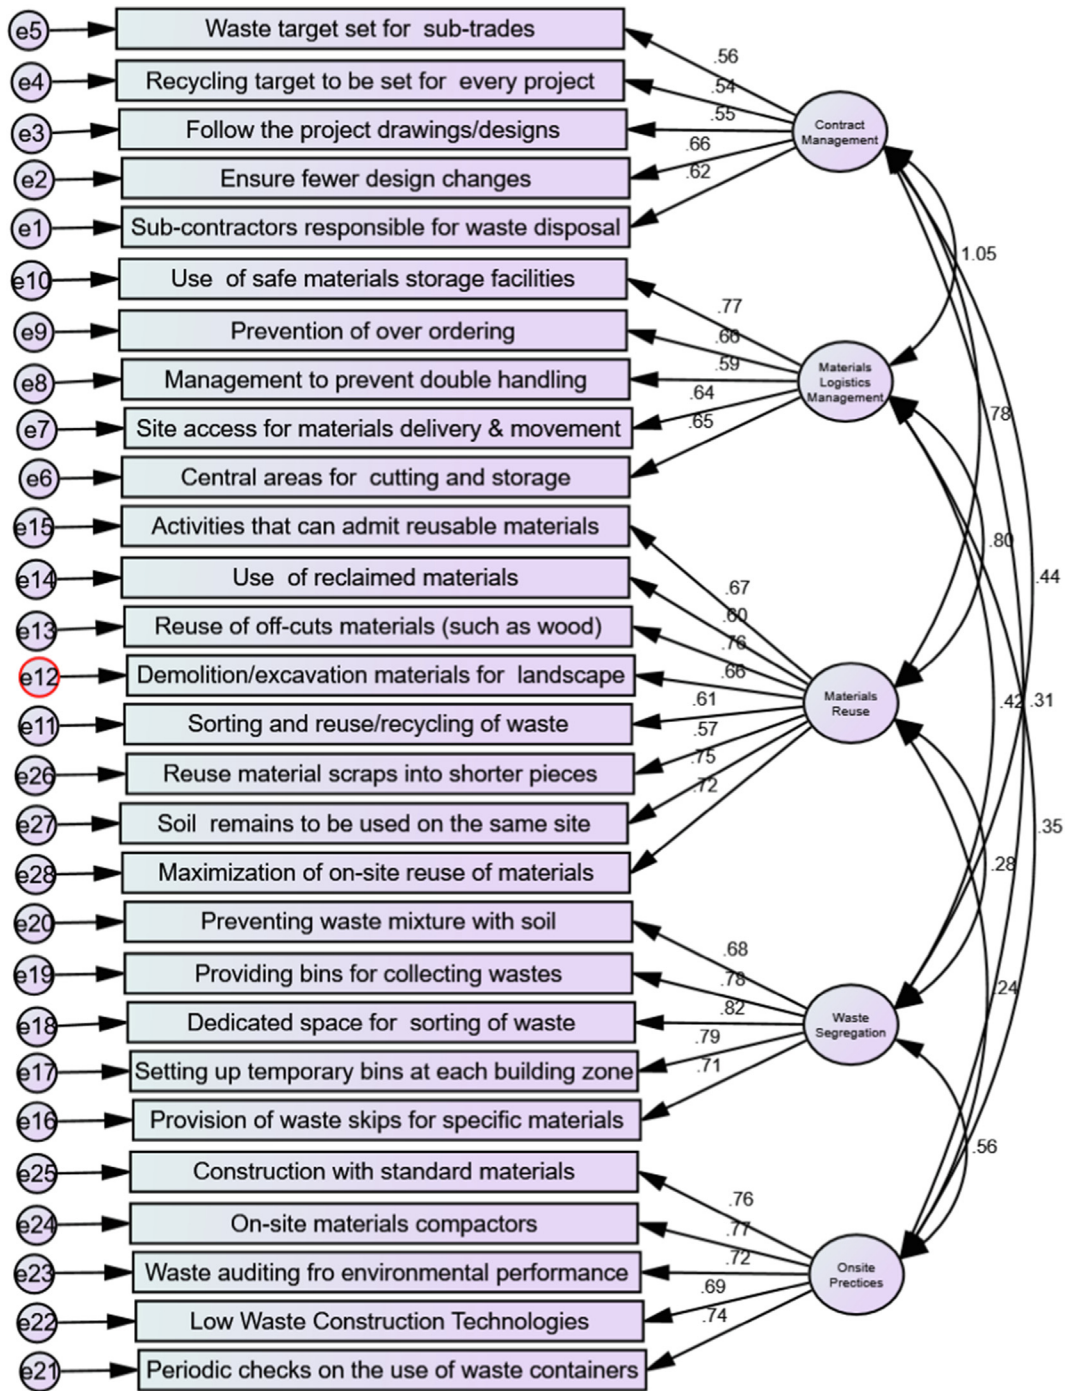 e5
Waste target set for sub-trades
e4
Recycling target to be set for every project
e3
Follow the project drawings/designs
e2
Ensure fewer design changes
e1
Sub-contractors responsible for waste disposal
.56
.54
.55
.66
.62
Contract
Management
e10
Use of safe materials storage facilities
e9
Prevention of over ordering
e8
Management to prevent double handling
e7
Site access for materials delivery & movement
e6
Central areas for cutting and storage
.77
.66
.59
.64
.65
Materials
Logistics
Management
e15
Activities that can admit reusable materials
e14
Use of reclaimed materials
e13
Reuse of off-cuts materials (such as wood)
e12
Demolition/excavation materials for landscape
e11
Sorting and reuse/recycling of waste
e26
Reuse material scraps into shorter pieces
e27
Soil remains to be used on the same site
e28
Maximization of on-site reuse of materials
.67
.60
.76
.66
.61
.57
.75
.72
Materials
Reuse
e20
Preventing waste mixture with soil
e19
Providing bins for collecting wastes
e18
Dedicated space for sorting of waste
e17
Setting up temporary bins at each building zone
e16
Provision of waste skips for specific materials
.68
.78
.82
.79
.71
Waste
Segregation
e25
Construction with standard materials
e24
On-site materials compactors
e23
Waste auditing fro environmental performance
e22
Low Waste Construction Technologies
e21
Periodic checks on the use of waste containers
.76
.77
.72
.69
.74
Onsite
Prectices
1.05
.78
.80
.44
.42
.31
.35
.28
.24
.56